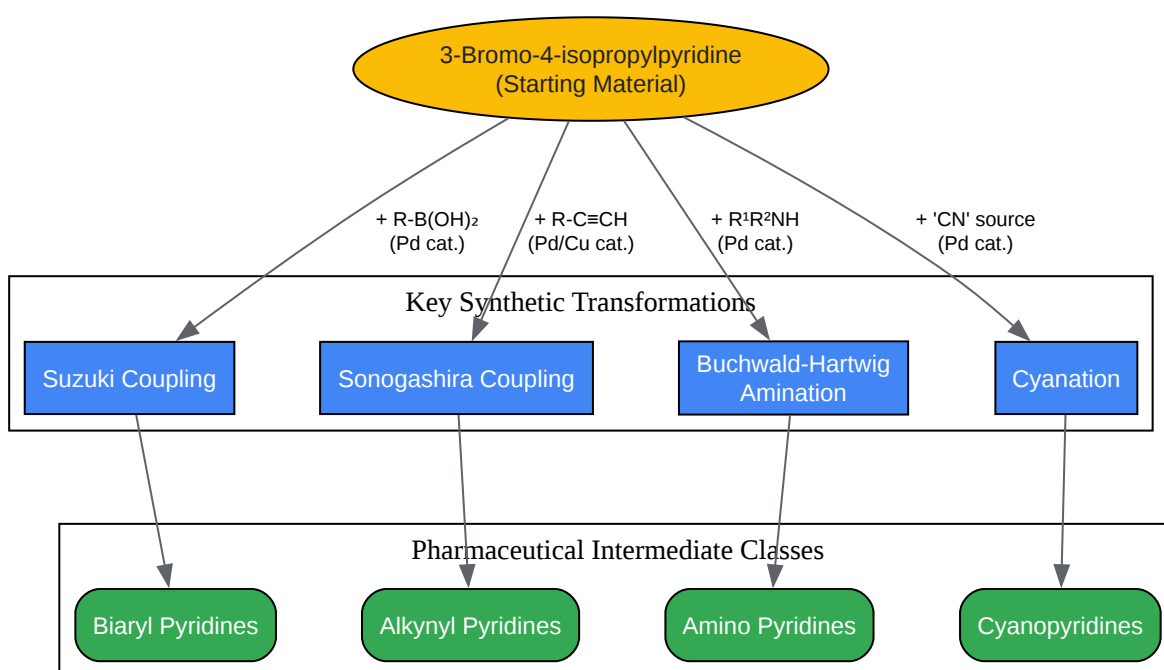 3-Bromo-4-isopropylpyridine
(Starting Material)
+ R-B(OH)₂
(Pd cat.)
+ R-C≡CH
(Pd/Cu cat.)
+ R¹R²NH
(Pd cat.)
+ 'CN' source
(Pd cat.)
Key Synthetic Transformations
Suzuki Coupling
Sonogashira Coupling
Buchwald-Hartwig
Amination
Cyanation
Pharmaceutical Intermediate Classes
Biaryl Pyridines
Alkynyl Pyridines
Amino Pyridines
Cyanopyridines